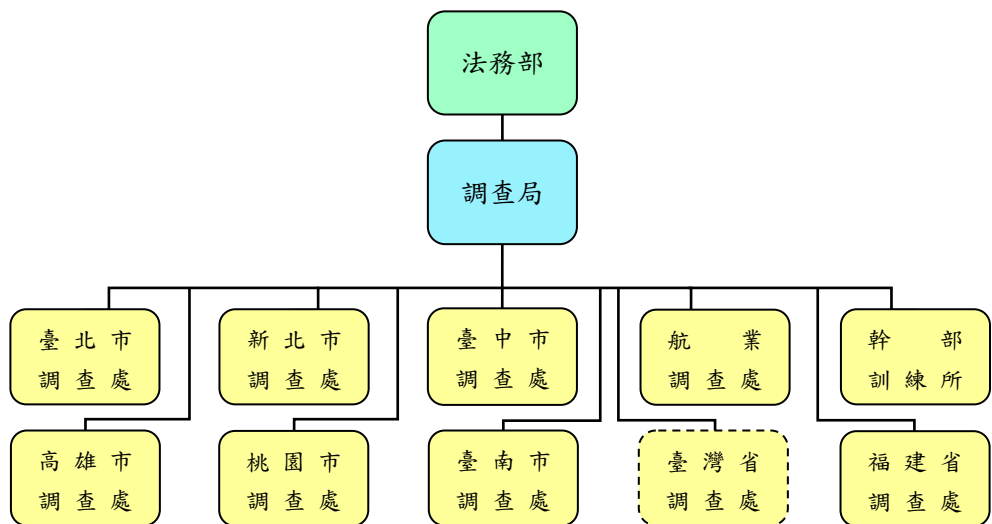 法務部
調查局
臺北市
調查處
新北市
調查處
臺中市
調查處
航業
調查處
幹部
訓練所
高雄市
調查處
桃園市
調查處
臺南市
調查處
臺灣省
調查處
福建省
調查處